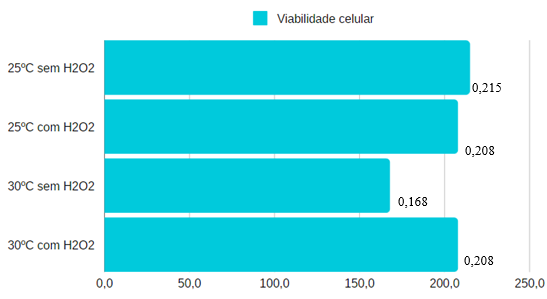 Viabilidade celular
25ºC sem H2O2
0,215
25ºC com H2O2
0,208
30ºC sem H2O2
0,168
30ºC com H2O2
0,208
0,0 50,0 100,0 150,0 200,0 250,0